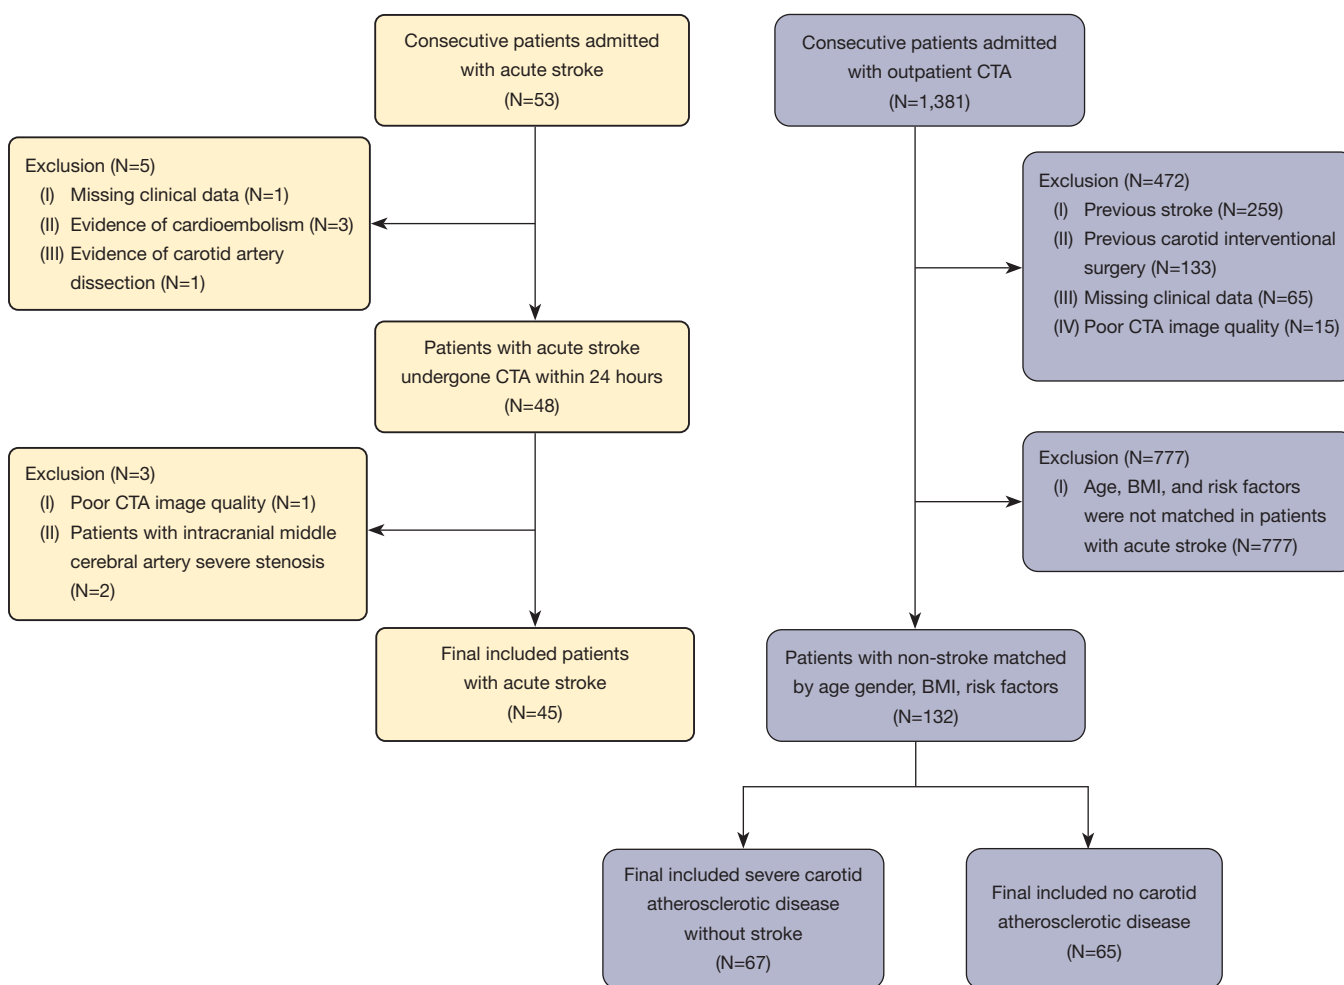 Consecutive patients admitted
with acute stroke
(N=53)
Exclusion (N=5)
(I) Missing clinical data (N=1)
(II) Evidence of cardioembolism (N=3)
(III) Evidence of carotid artery
dissection (N=1)
Patients with acute stroke
undergone CTA within 24 hours
(N=48)
Exclusion (N=3)
(I) Poor CTA image quality (N=1)
(II) Patients with intracranial middle
cerebral artery severe stenosis
(N=2)
Final included patients
with acute stroke
(N=45)
Consecutive patients admitted
with outpatient CTA
(N=1,381)
Exclusion (N=472)
(I) Previous stroke (N=259)
(II) Previous carotid interventional
surgery (N=133)
(III) Missing clinical data (N=65)
(IV) Poor CTA image quality (N=15)
Exclusion (N=777)
(I) Age, BMI, and risk factors
were not matched in patients
with acute stroke (N=777)
Patients with non-stroke matched
by age gender, BMI, risk factors
(N=132)
Final included severe carotid
atherosclerotic disease
without stroke
(N=67)
Final included no carotid
atherosclerotic disease
(N=65)